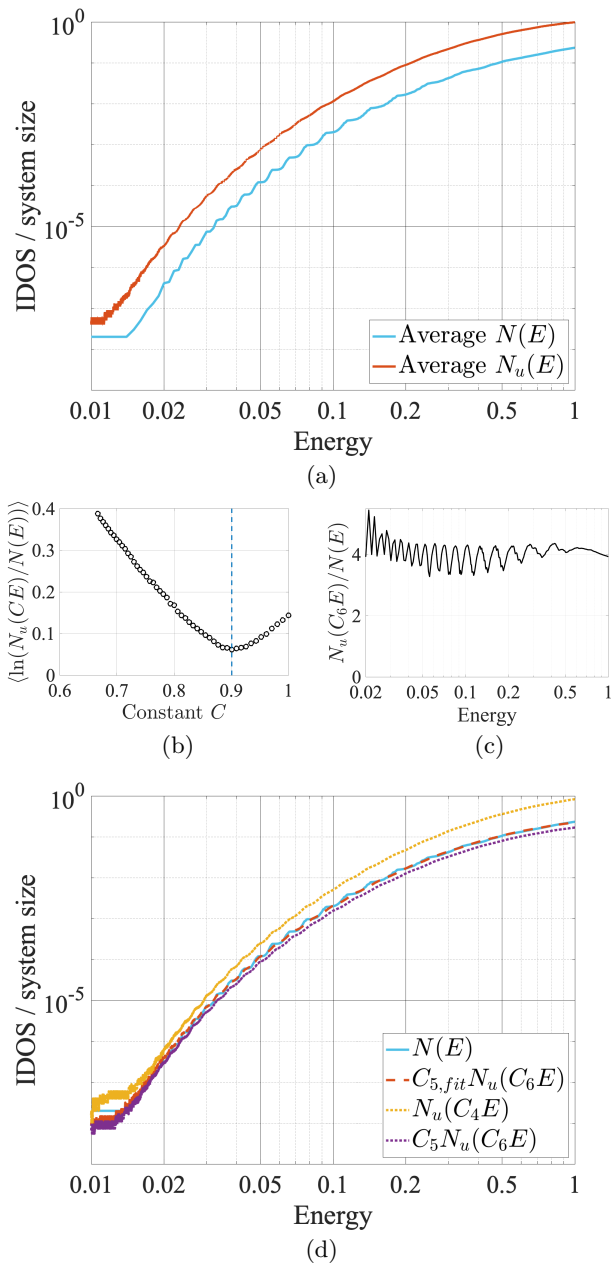 10^0
10^-5
IDOS / system size
Average N(E)
Average N_u(E)
0.01 0.02 0.05 0.1 0.2 0.5 1
Energy
(a)
0.4
0.3
0.2
0.1
0
⟨ln(N_u(CE)/N(E))⟩
0.6 0.7 0.8 0.9 1
Constant C
(b)
4
2
0
N_u(C_6E)/N(E)
0.02 0.05 0.1 0.2 0.5 1
Energy
(c)
10^0
10^-5
IDOS / system size
N(E)
C_{5,fit}N_u(C_6E)
N_u(C_4E)
C_5N_u(C_6E)
0.01 0.02 0.05 0.1 0.2 0.5 1
Energy
(d)